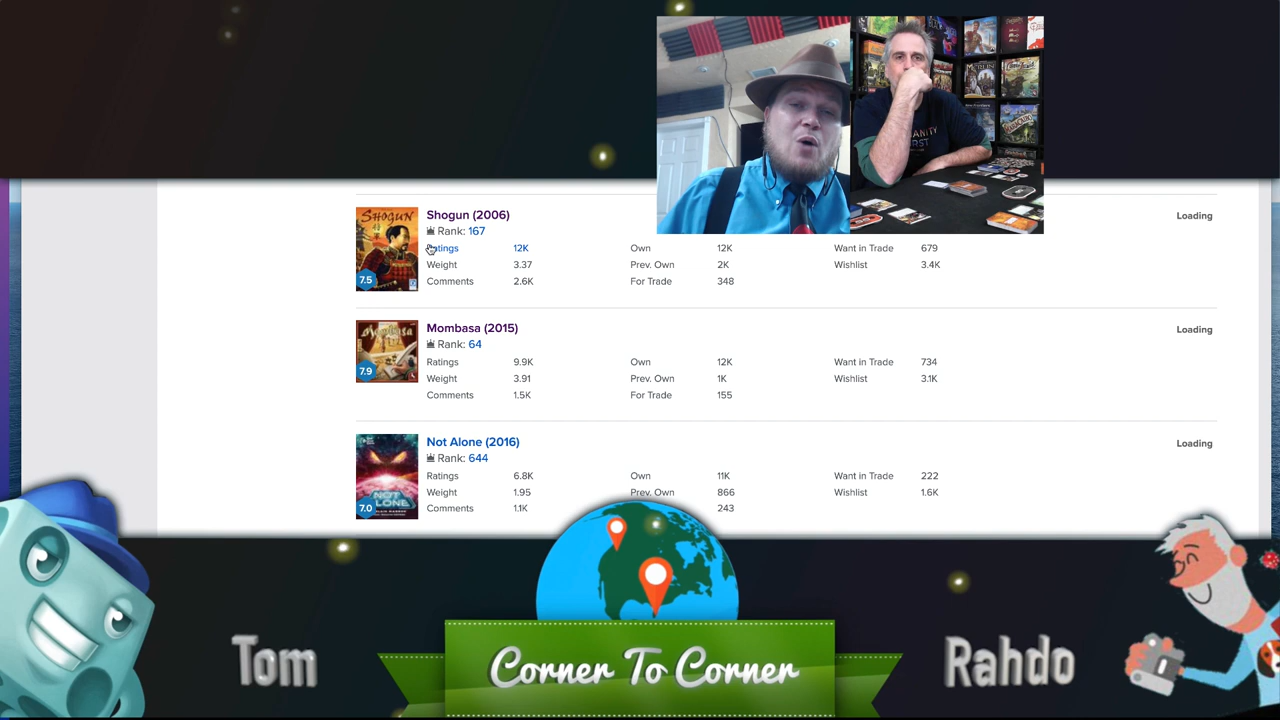 Shogun (2006)
Loading
Rank: 167
Ratings 12K Own 12K Want in Trade 679
Weight 3.37 Prev. Own 2K Wishlist 3.4K
Comments 2.6K For Trade 348
SHOGUN
7.5
Mombasa (2015)
Loading
Rank: 64
Ratings 9.9K Own 12K Want in Trade 734
Weight 3.91 Prev. Own 1K Wishlist 3.1K
Comments 1.5K For Trade 155
Mombasa
7.9
Not Alone (2016)
Loading
Rank: 644
Ratings 6.8K Own 11K Want in Trade 222
Weight 1.95 Prev. Own 866 Wishlist 1.6K
Comments 1.1K 243
NOT
7.0
Tom
Corner To Corner
Rahdo